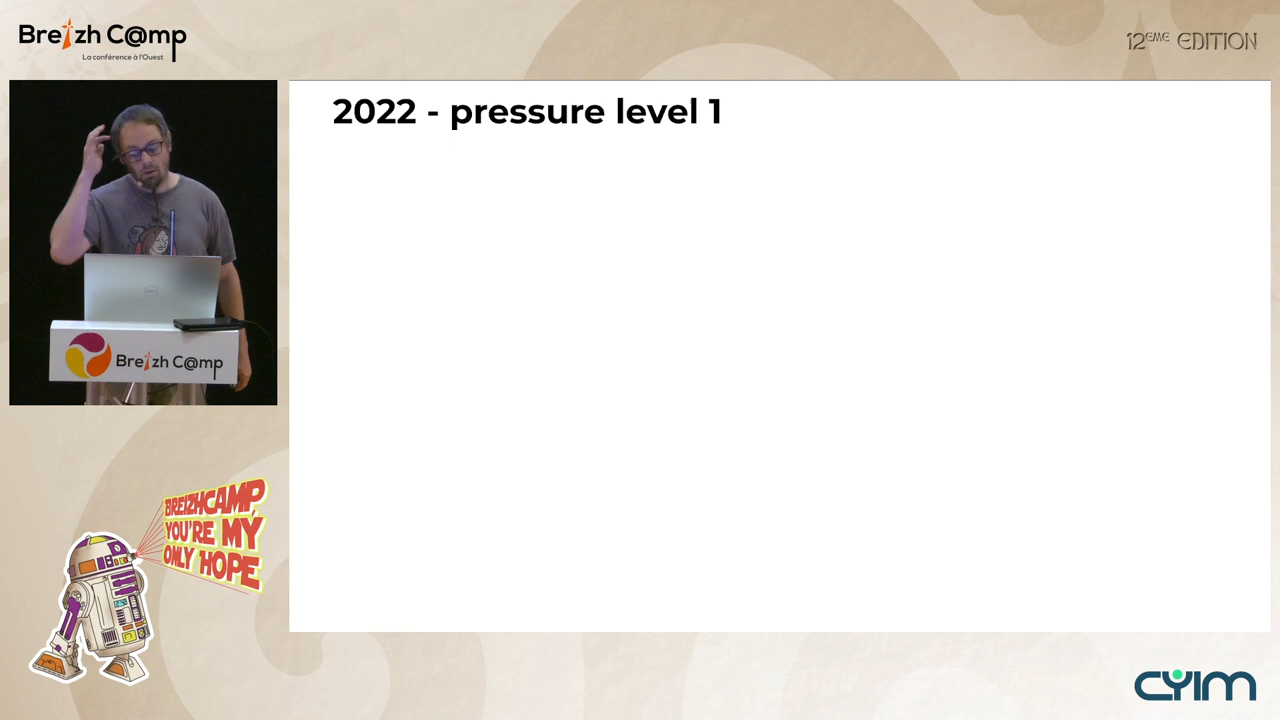 Breizh C@mp
La conférence à l'Ouest
12ÈME EDITION
2022 - pressure level 1
DELL
Breizh C@mp
BREIZHCAMP
YOU'RE MY
ONLY HOPE
CYIM